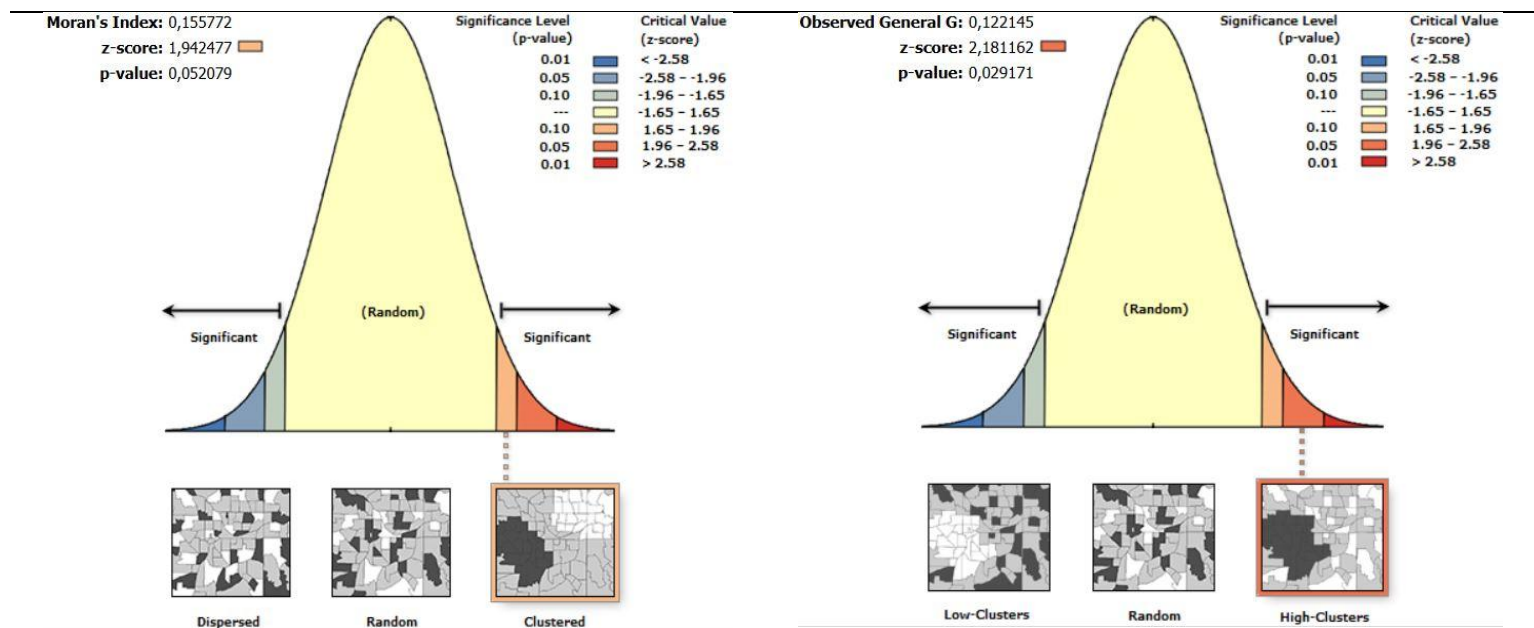 Moran's Index: 0,155772
z-score: 1,942477
p-value: 0,052079
Significance Level
(p-value)
Critical Value
(z-score)
0.01 < -2.58
0.05 -2.58 – -1.96
0.10 -1.96 – -1.65
--- -1.65 – 1.65
0.10 1.65 – 1.96
0.05 1.96 – 2.58
0.01 > 2.58
(Random)
Significant
Significant
Dispersed
Random
Clustered
Observed General G: 0,122145
z-score: 2,181162
p-value: 0,029171
Significance Level
(p-value)
Critical Value
(z-score)
0.01 < -2.58
0.05 -2.58 – -1.96
0.10 -1.96 – -1.65
--- -1.65 – 1.65
0.10 1.65 – 1.96
0.05 1.96 – 2.58
0.01 > 2.58
(Random)
Significant
Significant
Low-Clusters
Random
High-Clusters